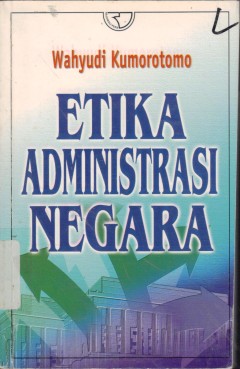 Wahyudi Kumorotomo
ETIKA
ADMINISTRASI
NEGARA